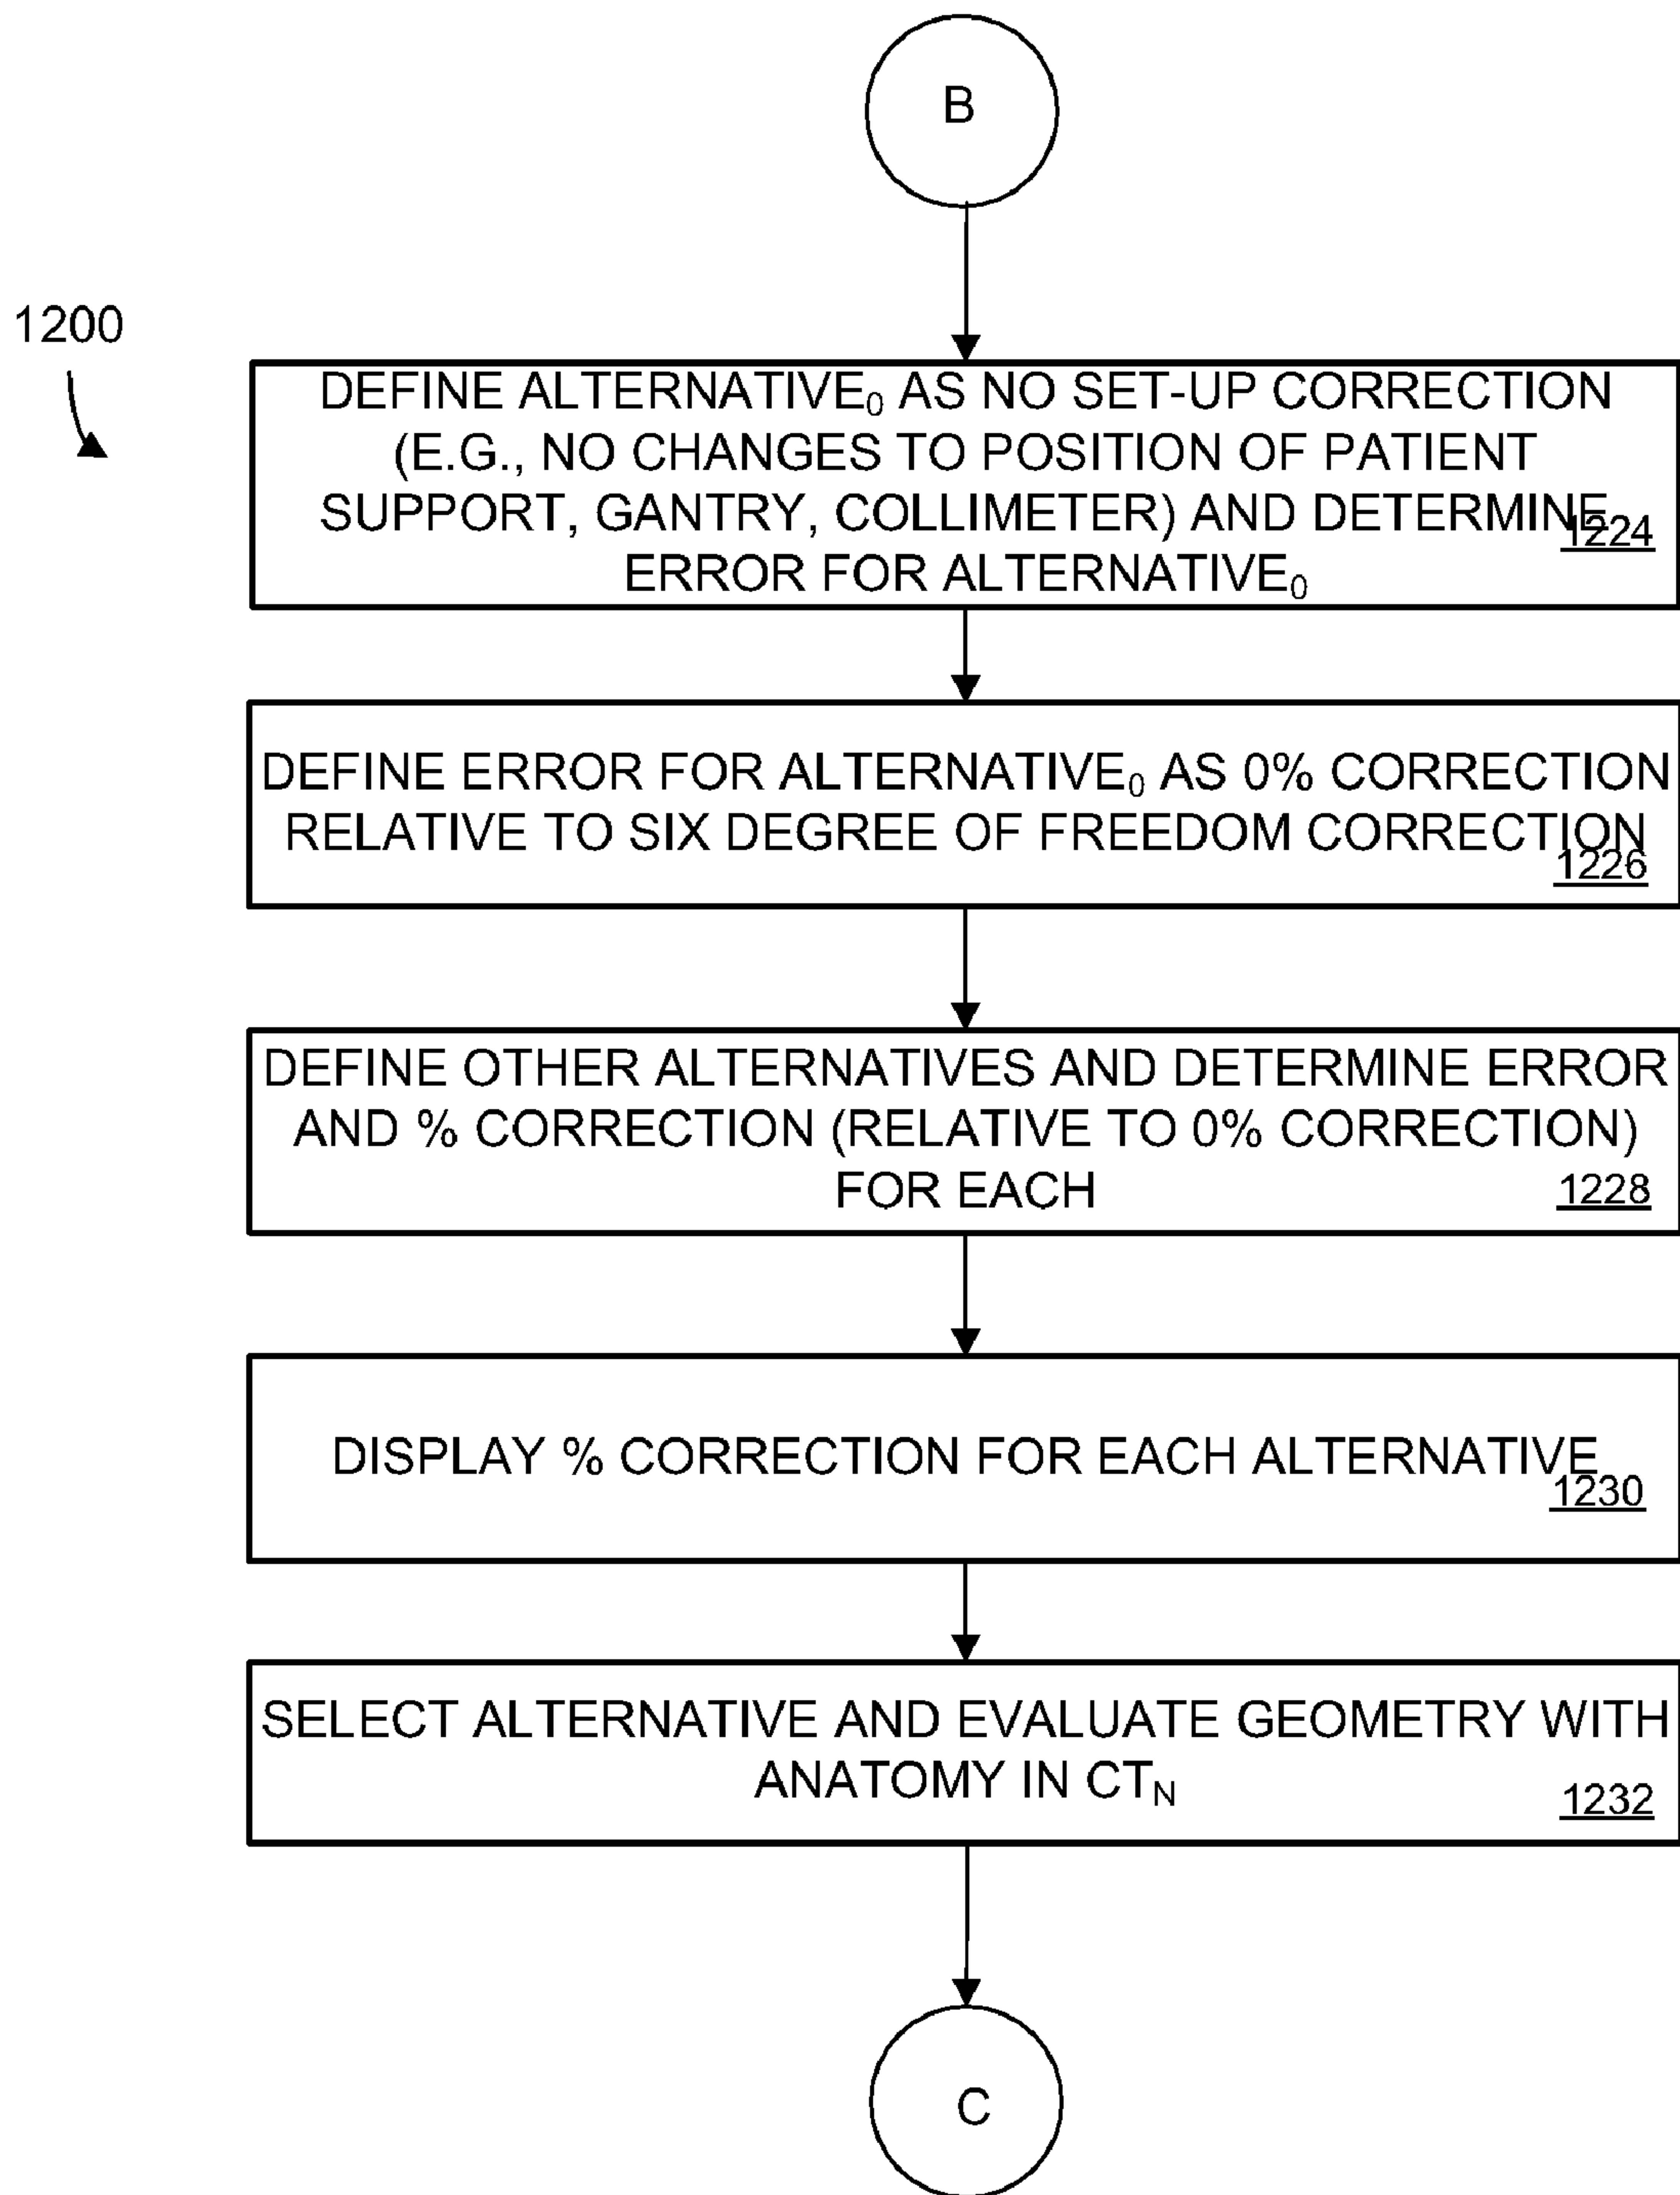 B
1200
DEFINE ALTERNATIVE₀ AS NO SET-UP CORRECTION
(E.G., NO CHANGES TO POSITION OF PATIENT
SUPPORT, GANTRY, COLLIMETER) AND DETERMINE
ERROR FOR ALTERNATIVE₀
1224
DEFINE ERROR FOR ALTERNATIVE₀ AS 0% CORRECTION
RELATIVE TO SIX DEGREE OF FREEDOM CORRECTION
1226
DEFINE OTHER ALTERNATIVES AND DETERMINE ERROR
AND % CORRECTION (RELATIVE TO 0% CORRECTION)
FOR EACH
1228
DISPLAY % CORRECTION FOR EACH ALTERNATIVE
1230
SELECT ALTERNATIVE AND EVALUATE GEOMETRY WITH
ANATOMY IN CT_N
1232
C